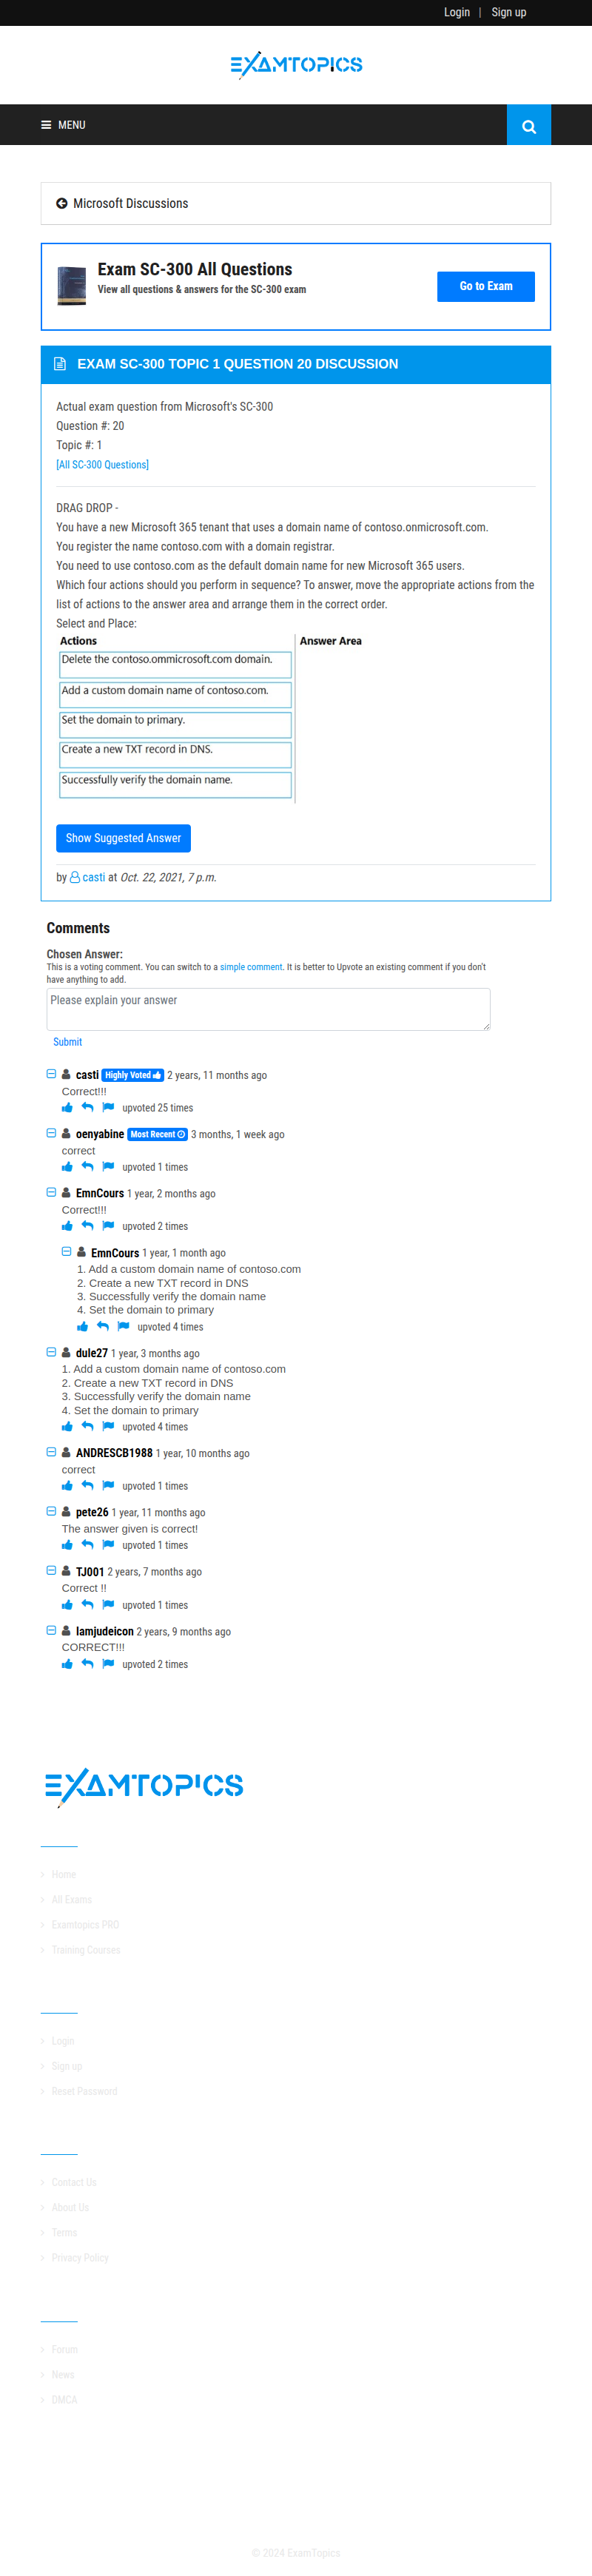 Login | Sign up
EXAMTOPICS
MENU
Microsoft Discussions
Exam SC-300 All Questions
View all questions & answers for the SC-300 exam
Go to Exam
EXAM SC-300 TOPIC 1 QUESTION 20 DISCUSSION
Actual exam question from Microsoft's SC-300
Question #: 20
Topic #: 1
[All SC-300 Questions]
DRAG DROP -
You have a new Microsoft 365 tenant that uses a domain name of contoso.onmicrosoft.com.
You register the name contoso.com with a domain registrar.
You need to use contoso.com as the default domain name for new Microsoft 365 users.
Which four actions should you perform in sequence? To answer, move the appropriate actions from the
list of actions to the answer area and arrange them in the correct order.
Select and Place:
Actions Answer Area
Delete the contoso.ommicrosoft.com domain.
Add a custom domain name of contoso.com.
Set the domain to primary.
Create a new TXT record in DNS.
Successfully verify the domain name.
Show Suggested Answer
by casti at Oct. 22, 2021, 7 p.m.
Comments
Chosen Answer:
This is a voting comment. You can switch to a simple comment. It is better to Upvote an existing comment if you don't
have anything to add.
Please explain your answer
Submit
casti Highly Voted 2 years, 11 months ago
Correct!!!
upvoted 25 times
oenyabine Most Recent 3 months, 1 week ago
correct
upvoted 1 times
EmnCours 1 year, 2 months ago
Correct!!!
upvoted 2 times
EmnCours 1 year, 1 month ago
1. Add a custom domain name of contoso.com
2. Create a new TXT record in DNS
3. Successfully verify the domain name
4. Set the domain to primary
upvoted 4 times
dule27 1 year, 3 months ago
1. Add a custom domain name of contoso.com
2. Create a new TXT record in DNS
3. Successfully verify the domain name
4. Set the domain to primary
upvoted 4 times
ANDRESCB1988 1 year, 10 months ago
correct
upvoted 1 times
pete26 1 year, 11 months ago
The answer given is correct!
upvoted 1 times
TJ001 2 years, 7 months ago
Correct !!
upvoted 1 times
Iamjudeicon 2 years, 9 months ago
CORRECT!!!
upvoted 2 times
EXAMTOPICS
Home
All Exams
Examtopics PRO
Training Courses
Login
Sign up
Reset Password
Contact Us
About Us
Terms
Privacy Policy
Forum
News
DMCA
© 2024 ExamTopics